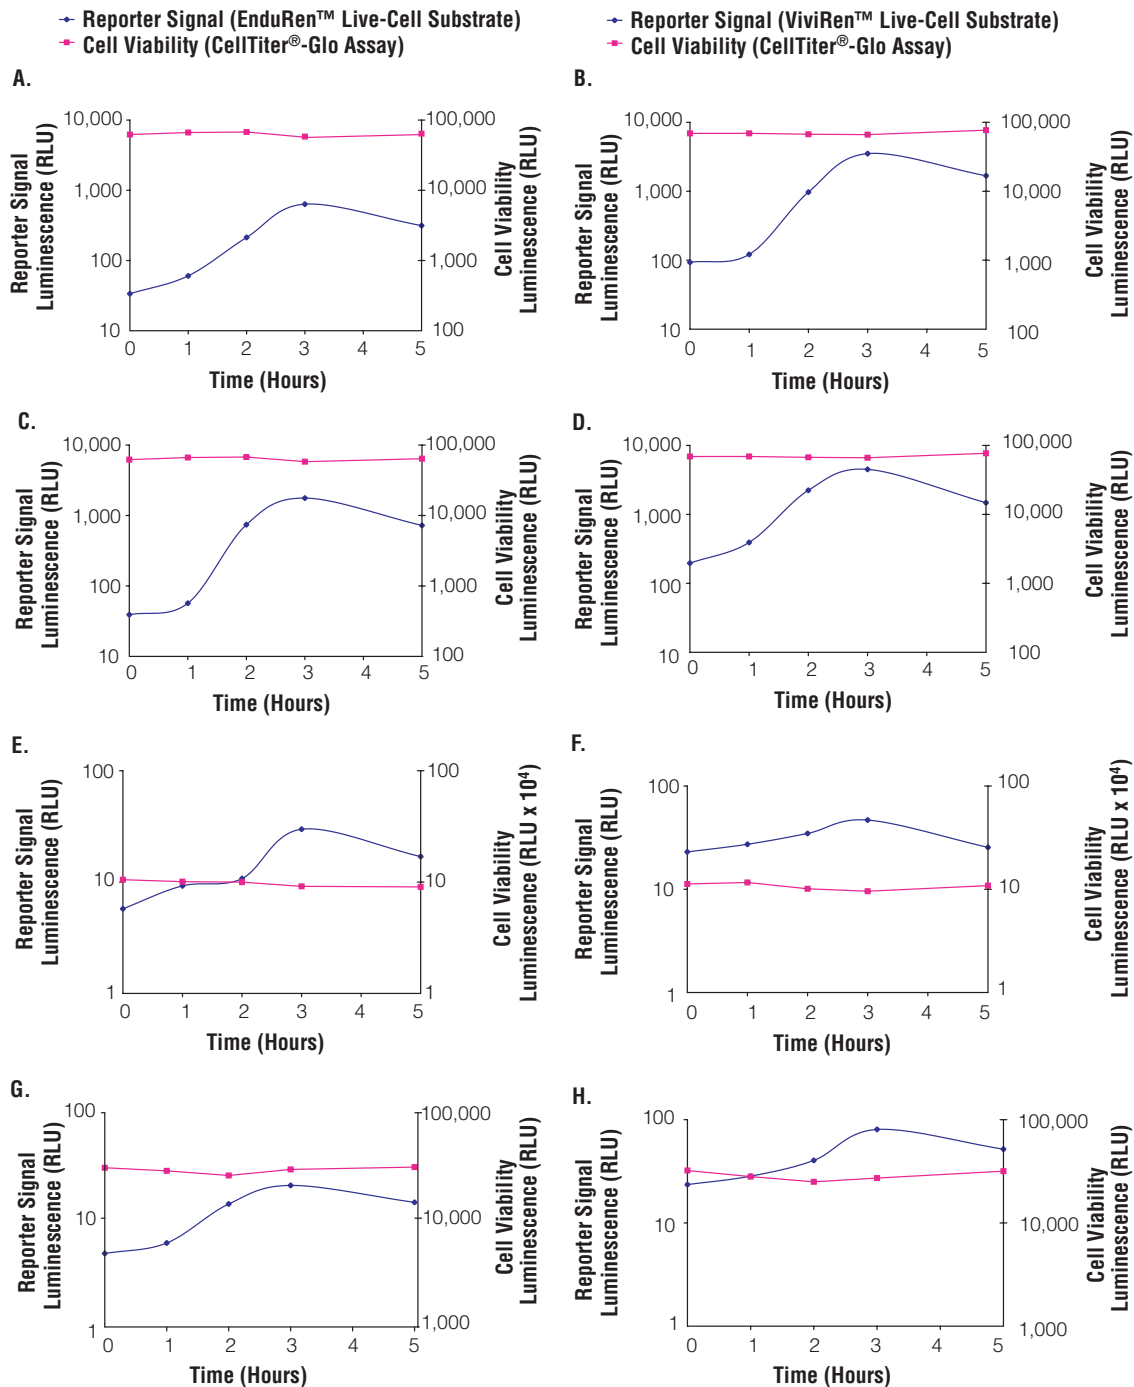 Reporter Signal (EnduRen™ Live-Cell Substrate)
Cell Viability (CellTiter®-Glo Assay)
Reporter Signal (ViviRen™ Live-Cell Substrate)
Cell Viability (CellTiter®-Glo Assay)
A.
Reporter Signal
Luminescence (RLU)
10,000
1,000
100
10
100,000
10,000
1,000
100
Cell Viability
Luminescence (RLU)
0 1 2 3 4 5
Time (Hours)
B.
Reporter Signal
Luminescence (RLU)
10,000
1,000
100
10
100,000
10,000
1,000
100
Cell Viability
Luminescence (RLU)
0 1 2 3 4 5
Time (Hours)
C.
Reporter Signal
Luminescence (RLU)
10,000
1,000
100
10
100,000
10,000
1,000
100
Cell Viability
Luminescence (RLU)
0 1 2 3 4 5
Time (Hours)
D.
Reporter Signal
Luminescence (RLU)
10,000
1,000
100
10
100,000
10,000
1,000
100
Cell Viability
Luminescence (RLU)
0 1 2 3 4 5
Time (Hours)
E.
Reporter Signal
Luminescence (RLU)
100
10
1
100
10
1
Cell Viability
Luminescence (RLU x 10⁴)
0 1 2 3 4 5
Time (Hours)
F.
Reporter Signal
Luminescence (RLU)
100
10
1
100
10
1
Cell Viability
Luminescence (RLU x 10⁴)
0 1 2 3 4 5
Time (Hours)
G.
Reporter Signal
Luminescence (RLU)
100
10
1
100,000
10,000
1,000
Cell Viability
Luminescence (RLU)
0 1 2 3 4 5
Time (Hours)
H.
Reporter Signal
Luminescence (RLU)
100
10
1
100,000
10,000
1,000
Cell Viability
Luminescence (RLU)
0 1 2 3 4 5
Time (Hours)